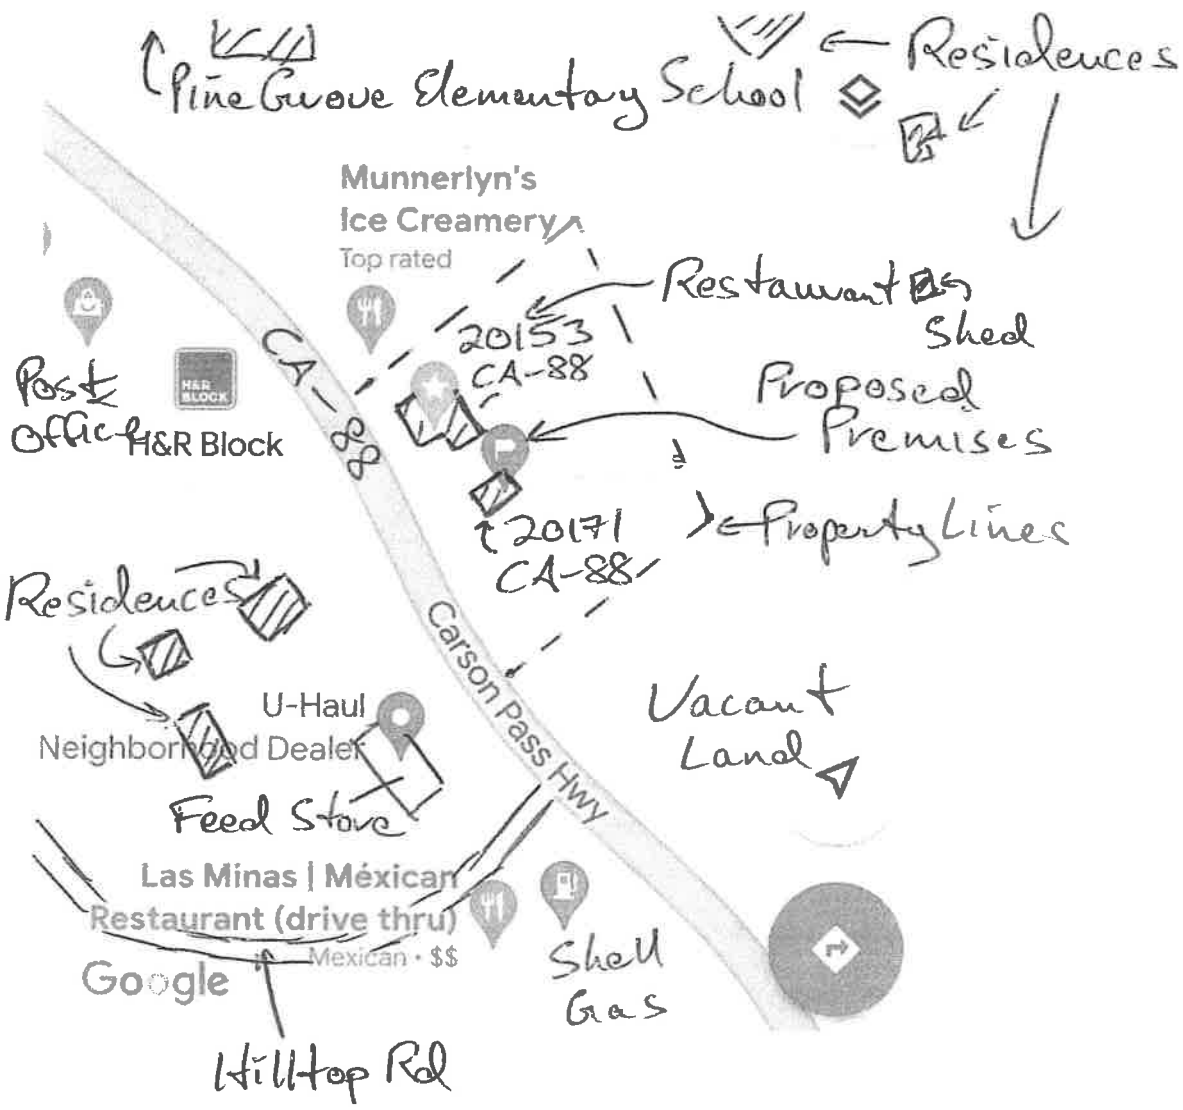 Residences
Pine Grove Elementary School
Munnerlyn's
Ice Creamery
Top rated
Restaurant
Shed
20153
CA-88
CA-88
H&R
BLOCK
Post
Office
H&R Block
Proposed
Premises
20171
CA-88
Property Lines
Residences
Carson Pass Hwy
U-Haul
Neighborhood Dealer
Vacant
Land
Feed Store
Las Minas | Méxican
Restaurant (drive thru)
Mexican · $$
Google
Shell
Gas
Hilltop Rd